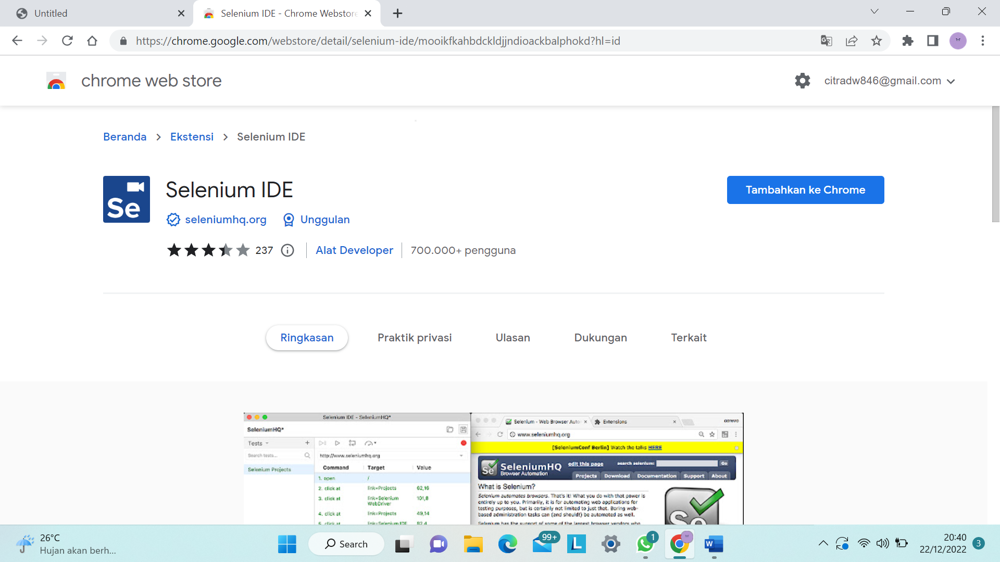 Untitled
Selenium IDE - Chrome Webstore
https://chrome.google.com/webstore/detail/selenium-ide/mooikfkahbdckldjjndioackbalphokd?hl=id
chrome web store
citradw846@gmail.com
Beranda > Ekstensi > Selenium IDE
Se
Selenium IDE
Tambahkan ke Chrome
seleniumhq.org Unggulan
237 Alat Developer 700.000+ pengguna
Ringkasan Praktik privasi Ulasan Dukungan Terkait
Selenium IDE - SeleniumHQ*
SeleniumHQ*
Tests +
Search tests...
http://www.seleniumhq.org
Command Target Value
Selenium Projects
1. open /
2. click at link=Projects 62,16
3. click at link=Selenium WebDriver 101,8
4. click at link=Projects 49,14
5. click at link=Selenium IDE 82,4
Selenium - Web Browser Auto
Extensions
www.seleniumhq.org
[SeleniumConf Berlin] Watch the talks HERE
SeleniumHQ
Browser Automation
edit this page
search selenium: Go
Projects Download Documentation Support About
What is Selenium?
Selenium automates browsers. That's it! What you do with that power is
entirely up to you. Primarily, it is for automating web applications for
testing purposes, but is certainly not limited to just that. Boring web-
based administration tasks can (and should!) be automated as well.
Selenium has the support of some of the largest browser vendors who
Se
26°C
Hujan akan berh...
Search
99+
L
1
W
20:40
22/12/2022
3